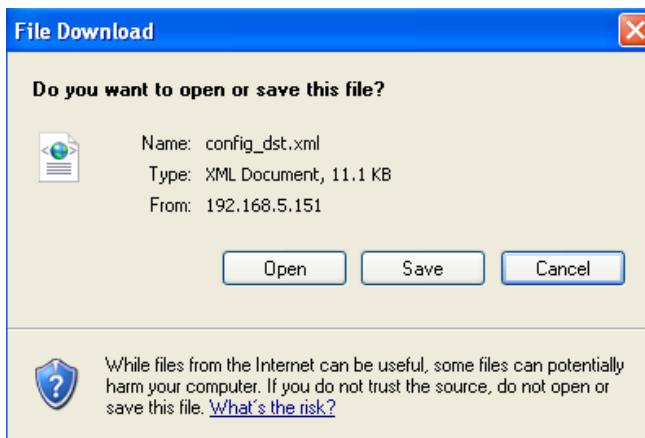 File Download
Do you want to open or save this file?
Name: config_dst.xml
Type: XML Document, 11.1 KB
From: 192.168.5.151
Open Save Cancel
While files from the Internet can be useful, some files can potentially
harm your computer. If you do not trust the source, do not open or
save this file. What's the risk?